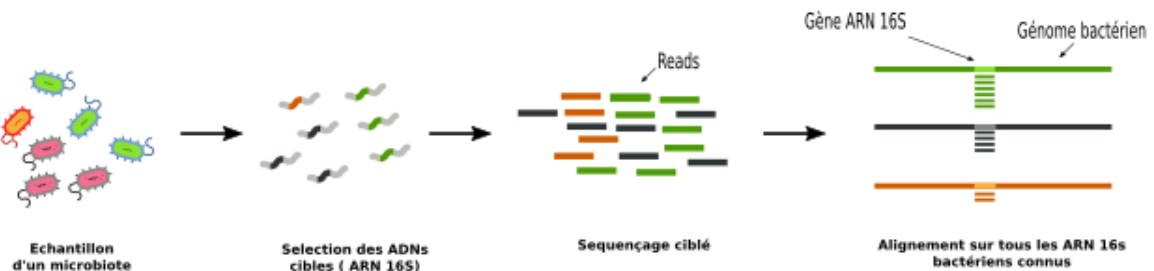 Gène ARN 16S
Génome bactérien
Reads
Echantillon
d'un microbiote
Selection des ADNs
cibles ( ARN 16S)
Sequençage ciblé
Alignement sur tous les ARN 16s
bactériens connus